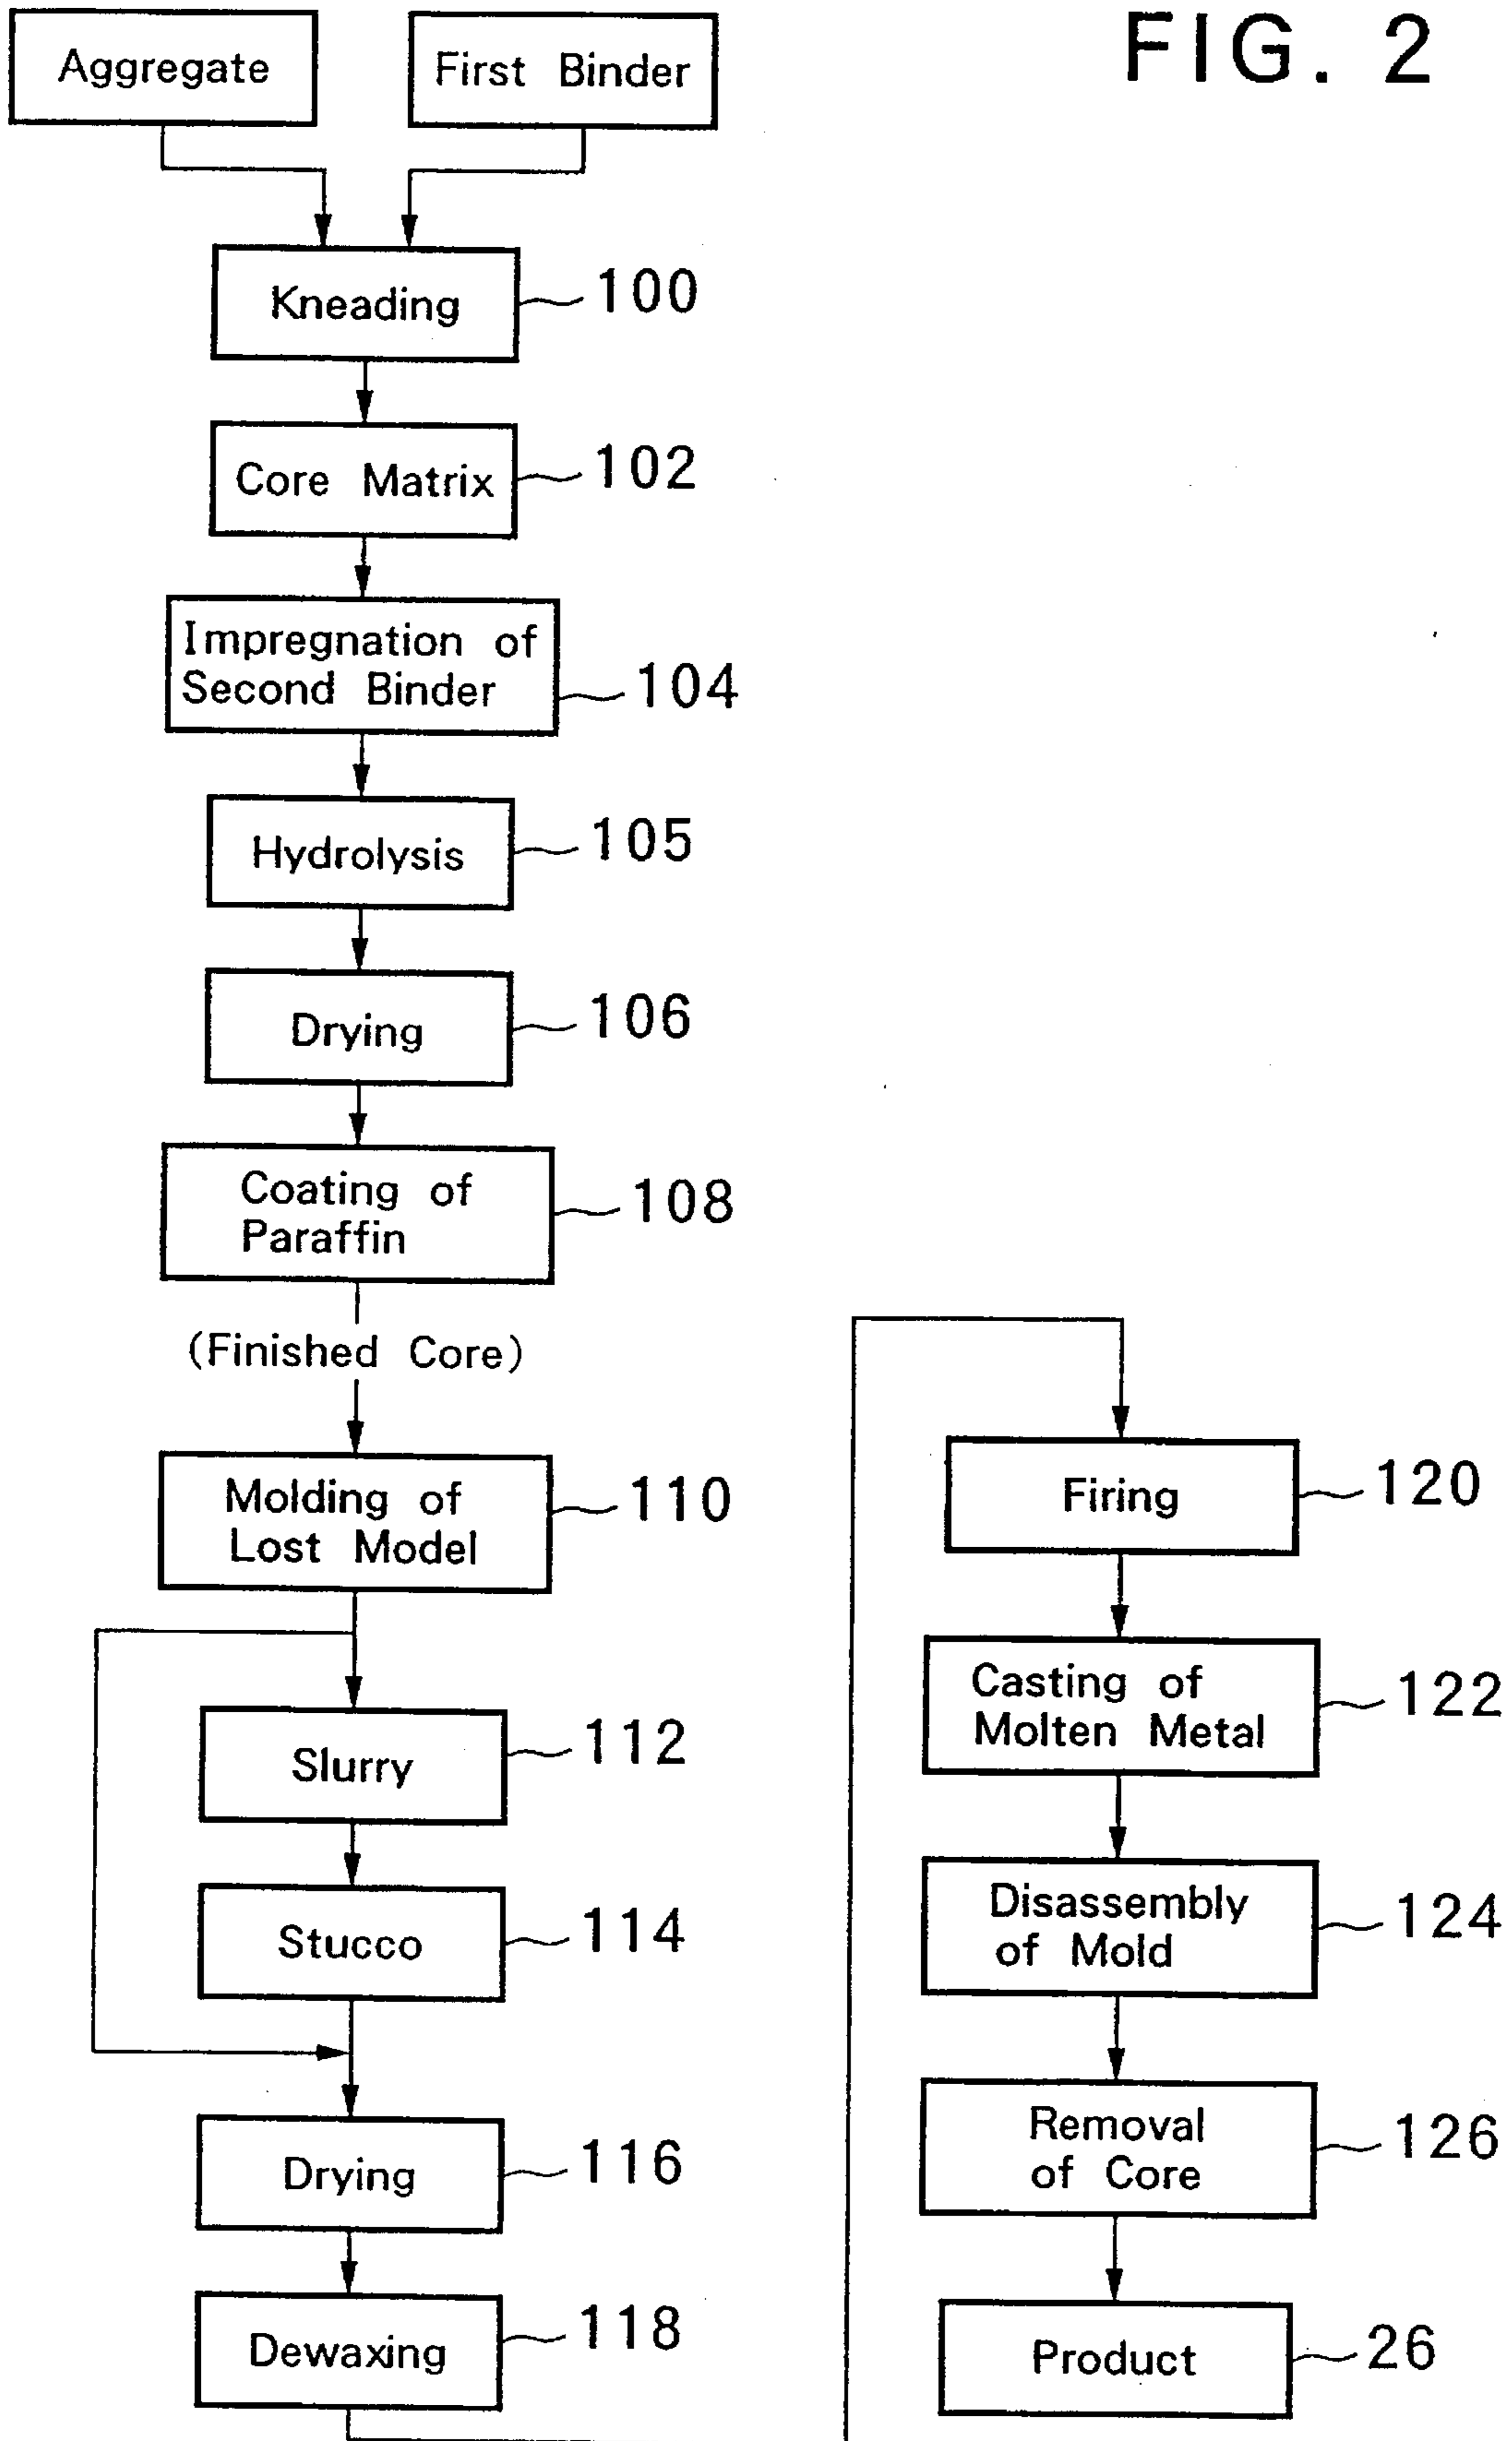 FIG. 2
Aggregate
First Binder
Kneading
100
Core Matrix
102
Impregnation of
Second Binder
104
Hydrolysis
105
Drying
106
Coating of
Paraffin
108
(Finished Core)
Molding of
Lost Model
110
Slurry
112
Stucco
114
Drying
116
Dewaxing
118
Firing
120
Casting of
Molten Metal
122
Disassembly
of Mold
124
Removal
of Core
126
Product
26